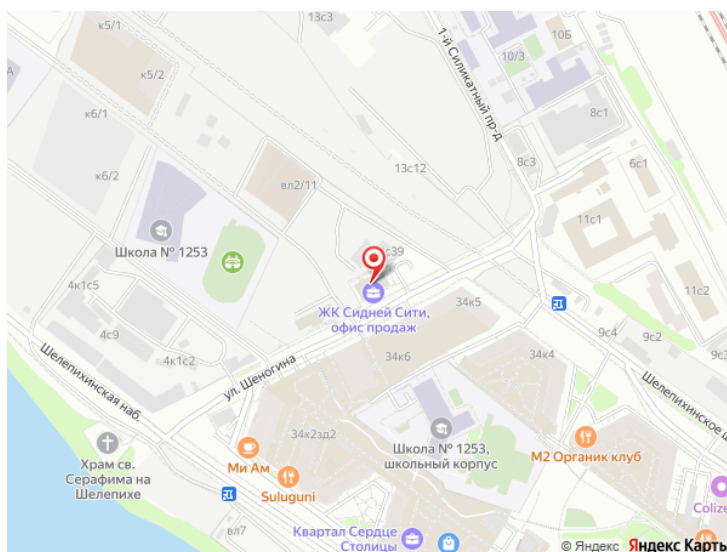 13с3
к5/1
10Б
1-й Силикатный пр-д
10/3
к5/2
к6/1
8с1
8с3
13с12
6с1
к6/2
вл2/11
11с1
Школа № 1253
с39
11с2
4к1с5
ЖК Сидней Сити,
офис продаж
34к5
9с4
9с2
4с9
9с3
34к4
4к1с2
34к6
Шелепихинская наб.
ул. Шеногина
Шелепихинское
34к2зд2
Школа № 1253,
школьный корпус
М2 Органик клуб
Храм св.
Серафима на
Шелепихе
Ми Ам
Suluguni
Colize
вл7
Квартал Сердце
Столицы
© Яндекс Яндекс Карты